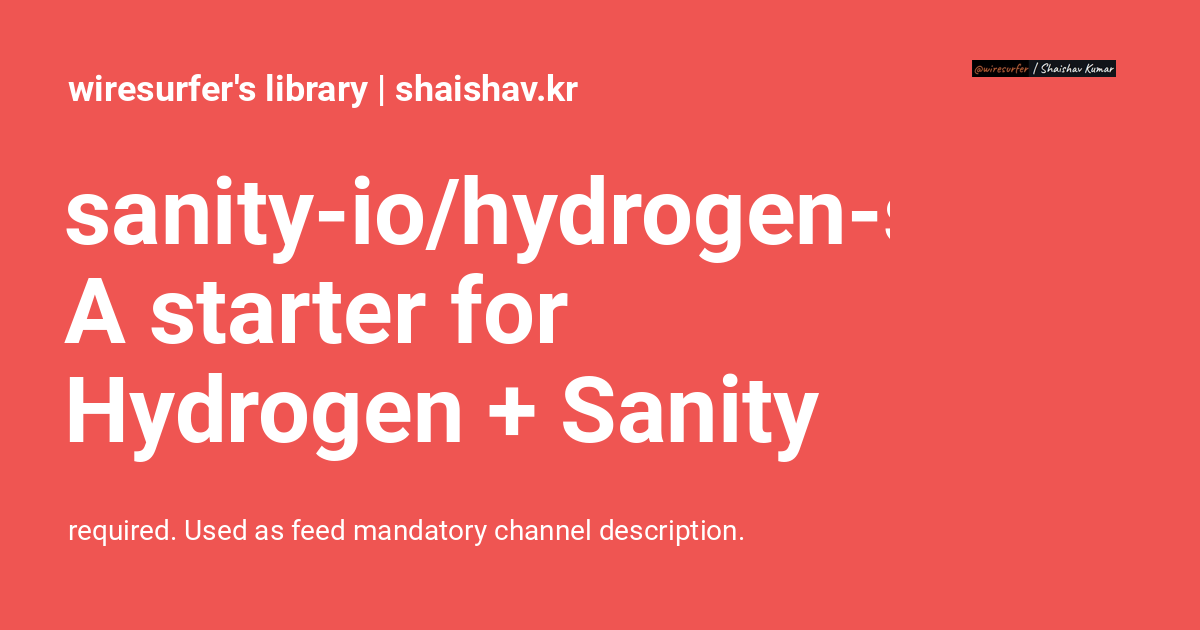 wiresurfer's library | shaishav.kr
@wiresurfer | Shaishav Kumar
sanity-io/hydrogen-s
A starter for
Hydrogen + Sanity
required. Used as feed mandatory channel description.